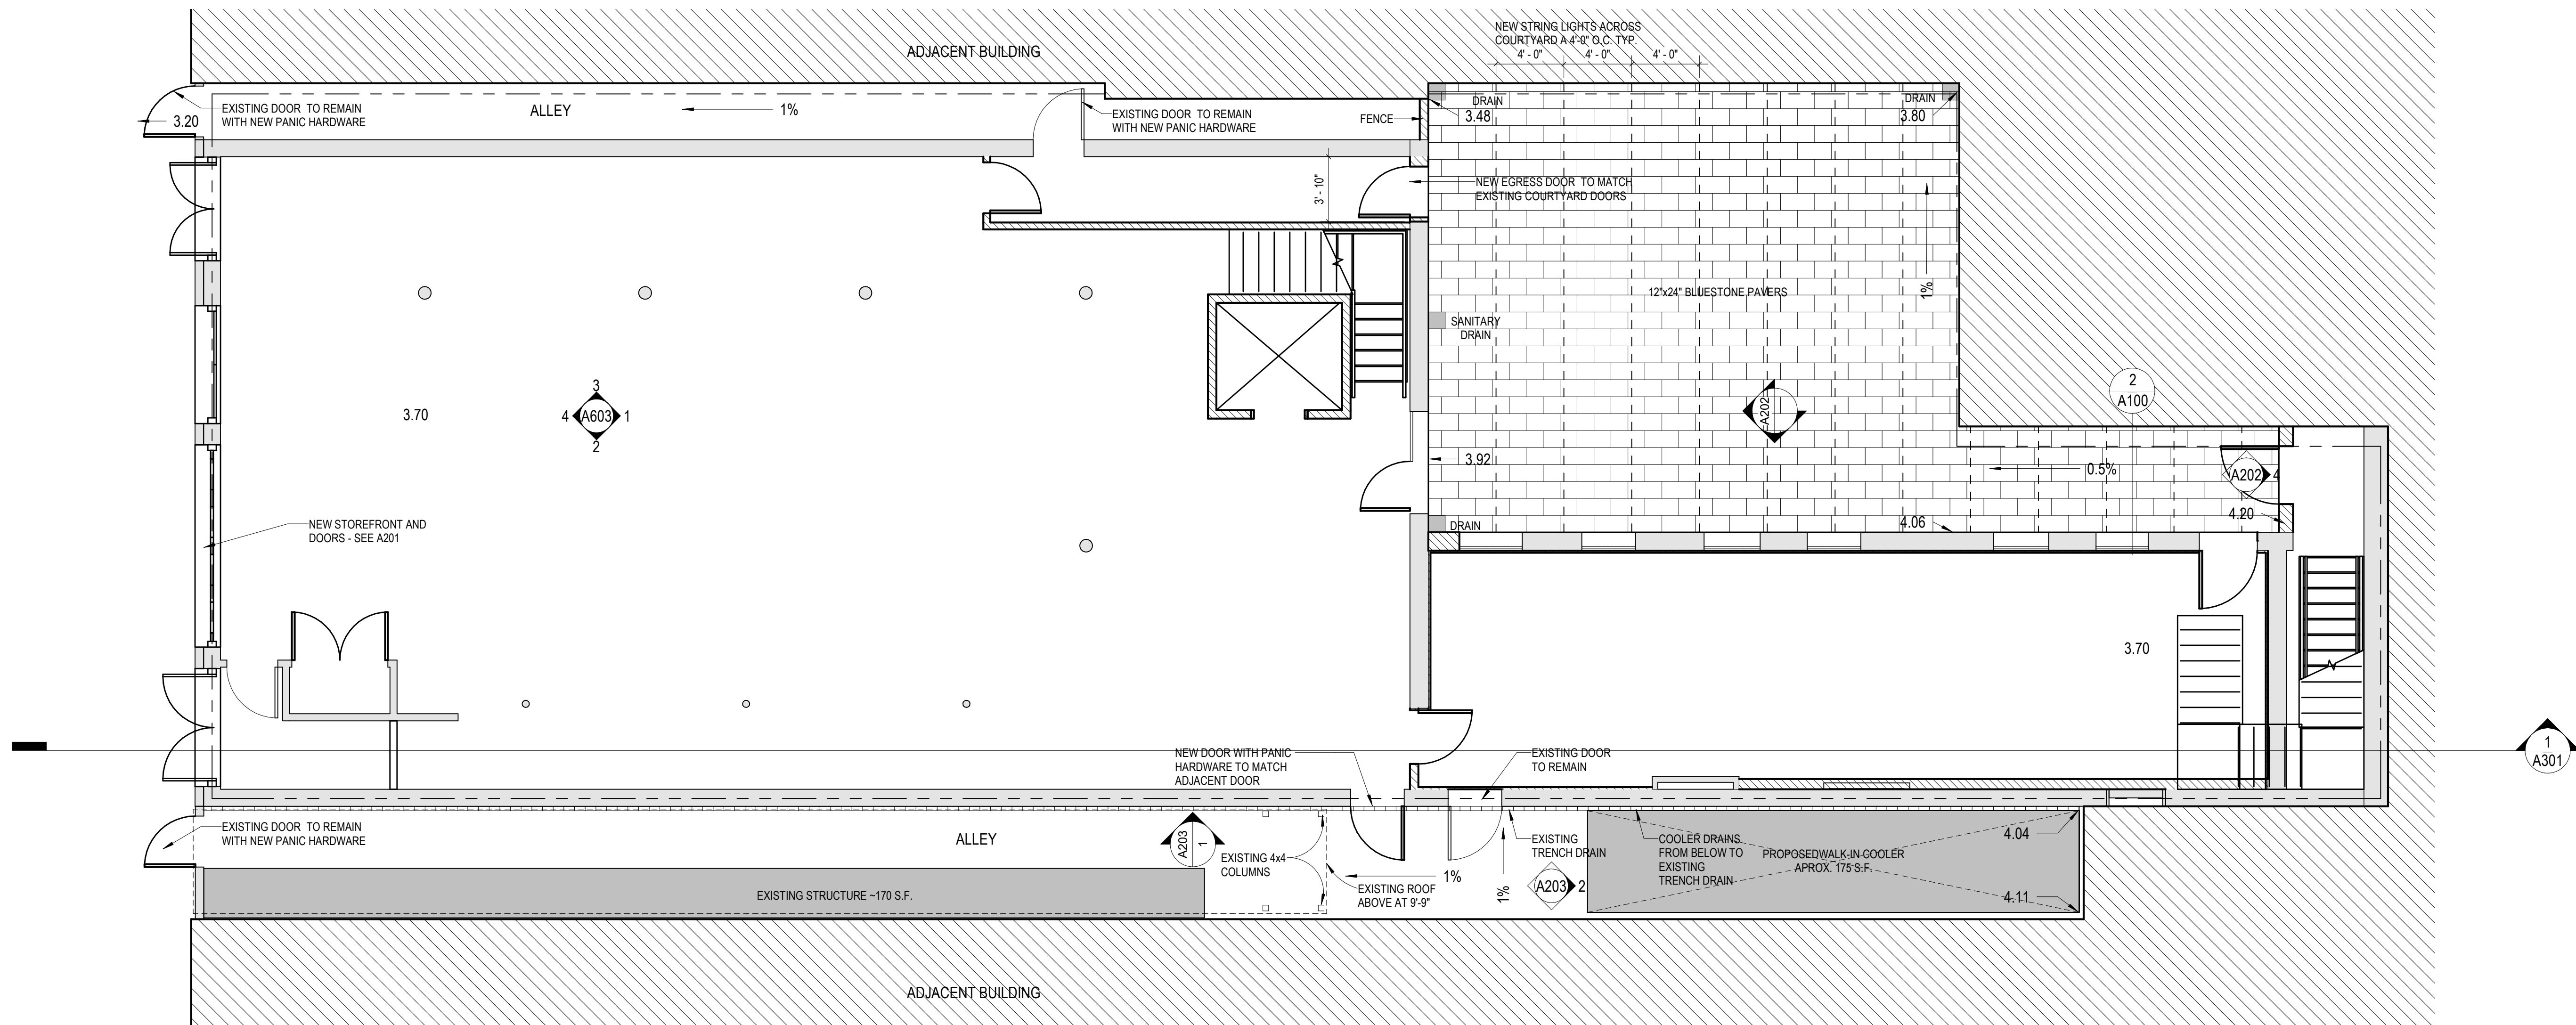 NEW STRING LIGHTS ACROSS
COURTYARD A 4'-0" O.C. TYP.
4' - 0"
4' - 0"
4' - 0"
ADJACENT BUILDING
EXISTING DOOR TO REMAIN
WITH NEW PANIC HARDWARE
3.20
ALLEY
1%
EXISTING DOOR TO REMAIN
WITH NEW PANIC HARDWARE
FENCE
DRAIN
3.48
DRAIN
3.80
3' - 10"
NEW EGRESS DOOR TO MATCH
EXISTING COURTYARD DOORS
1%
12"x24" BLUESTONE PAVERS
SANITARY
DRAIN
3
4
A603
1
2
3.70
A202
2
A100
3.92
0.5%
A202
4
4.20
4.06
DRAIN
NEW STOREFRONT AND
DOORS - SEE A201
3.70
1
A301
NEW DOOR WITH PANIC
HARDWARE TO MATCH
ADJACENT DOOR
EXISTING DOOR
TO REMAIN
EXISTING DOOR TO REMAIN
WITH NEW PANIC HARDWARE
ALLEY
A203
1
EXISTING 4x4
COLUMNS
EXISTING ROOF
ABOVE AT 9'-9"
1%
1%
EXISTING
TRENCH DRAIN
A203
2
COOLER DRAINS
FROM BELOW TO
EXISTING
TRENCH DRAIN
PROPOSEDWALK-IN COOLER
APROX. 175 S.F.
4.04
4.11
EXISTING STRUCTURE ~170 S.F.
ADJACENT BUILDING